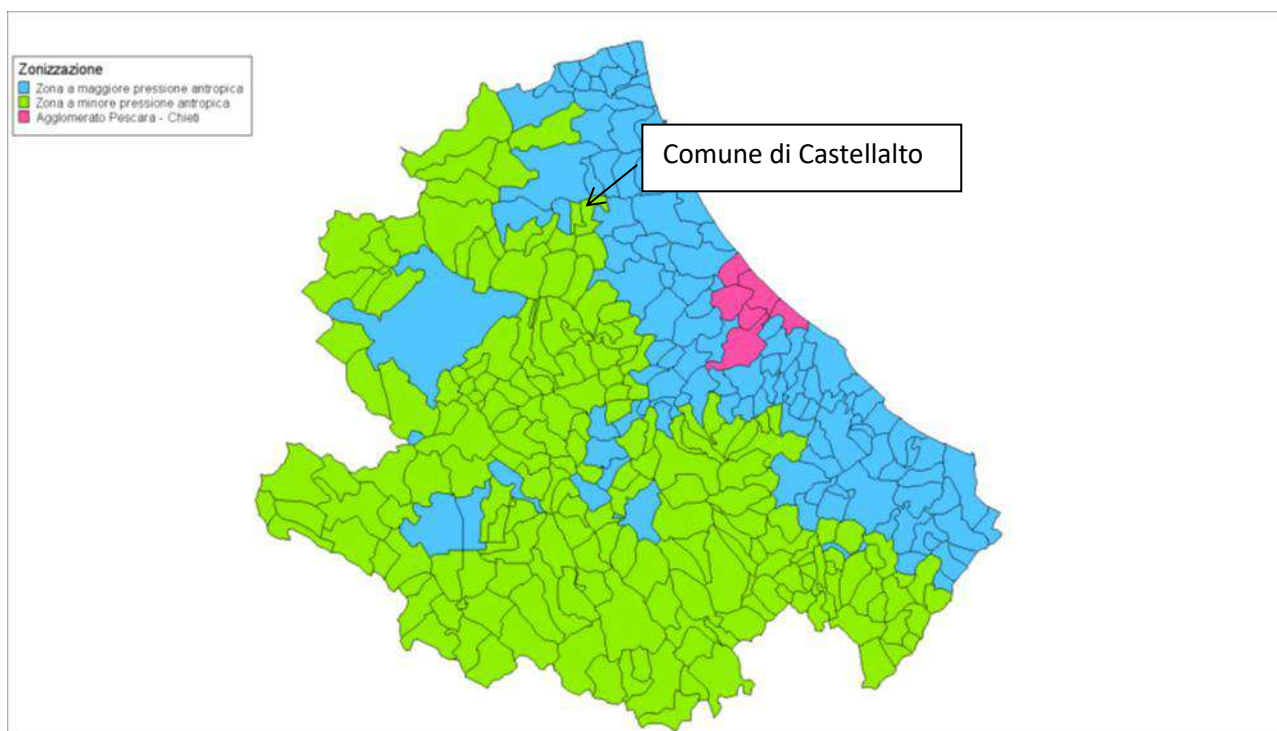 Zonizzazione
Zona a maggiore pressione antropica
Zona a minore pressione antropica
Agglomerato Pescara - Chieti
Comune di Castellalto